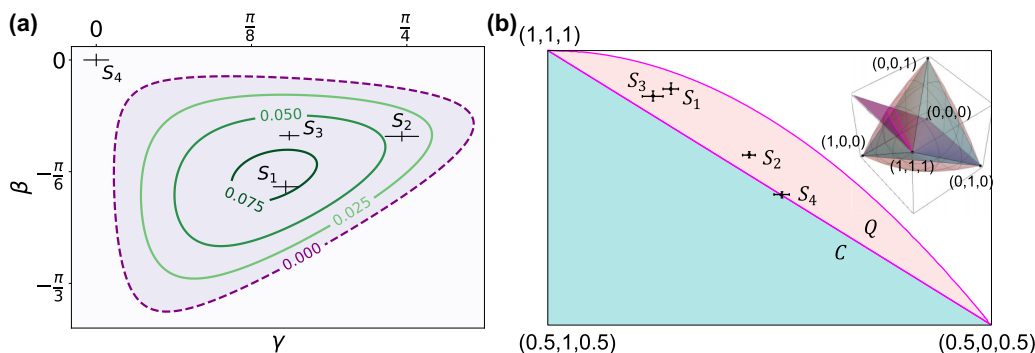 (a)
0
π/8
π/4
0
S₄
0.050
S₃
S₂
β
−π/6
S₁
0.075
0.025
0.000
−π/3
γ
(b)
(1,1,1)
(0,0,1)
S₃
S₁
(0,0,0)
(1,0,0)
S₂
(1,1,1)
(0,1,0)
S₄
Q
C
(0.5,1,0.5)
(0.5,0,0.5)